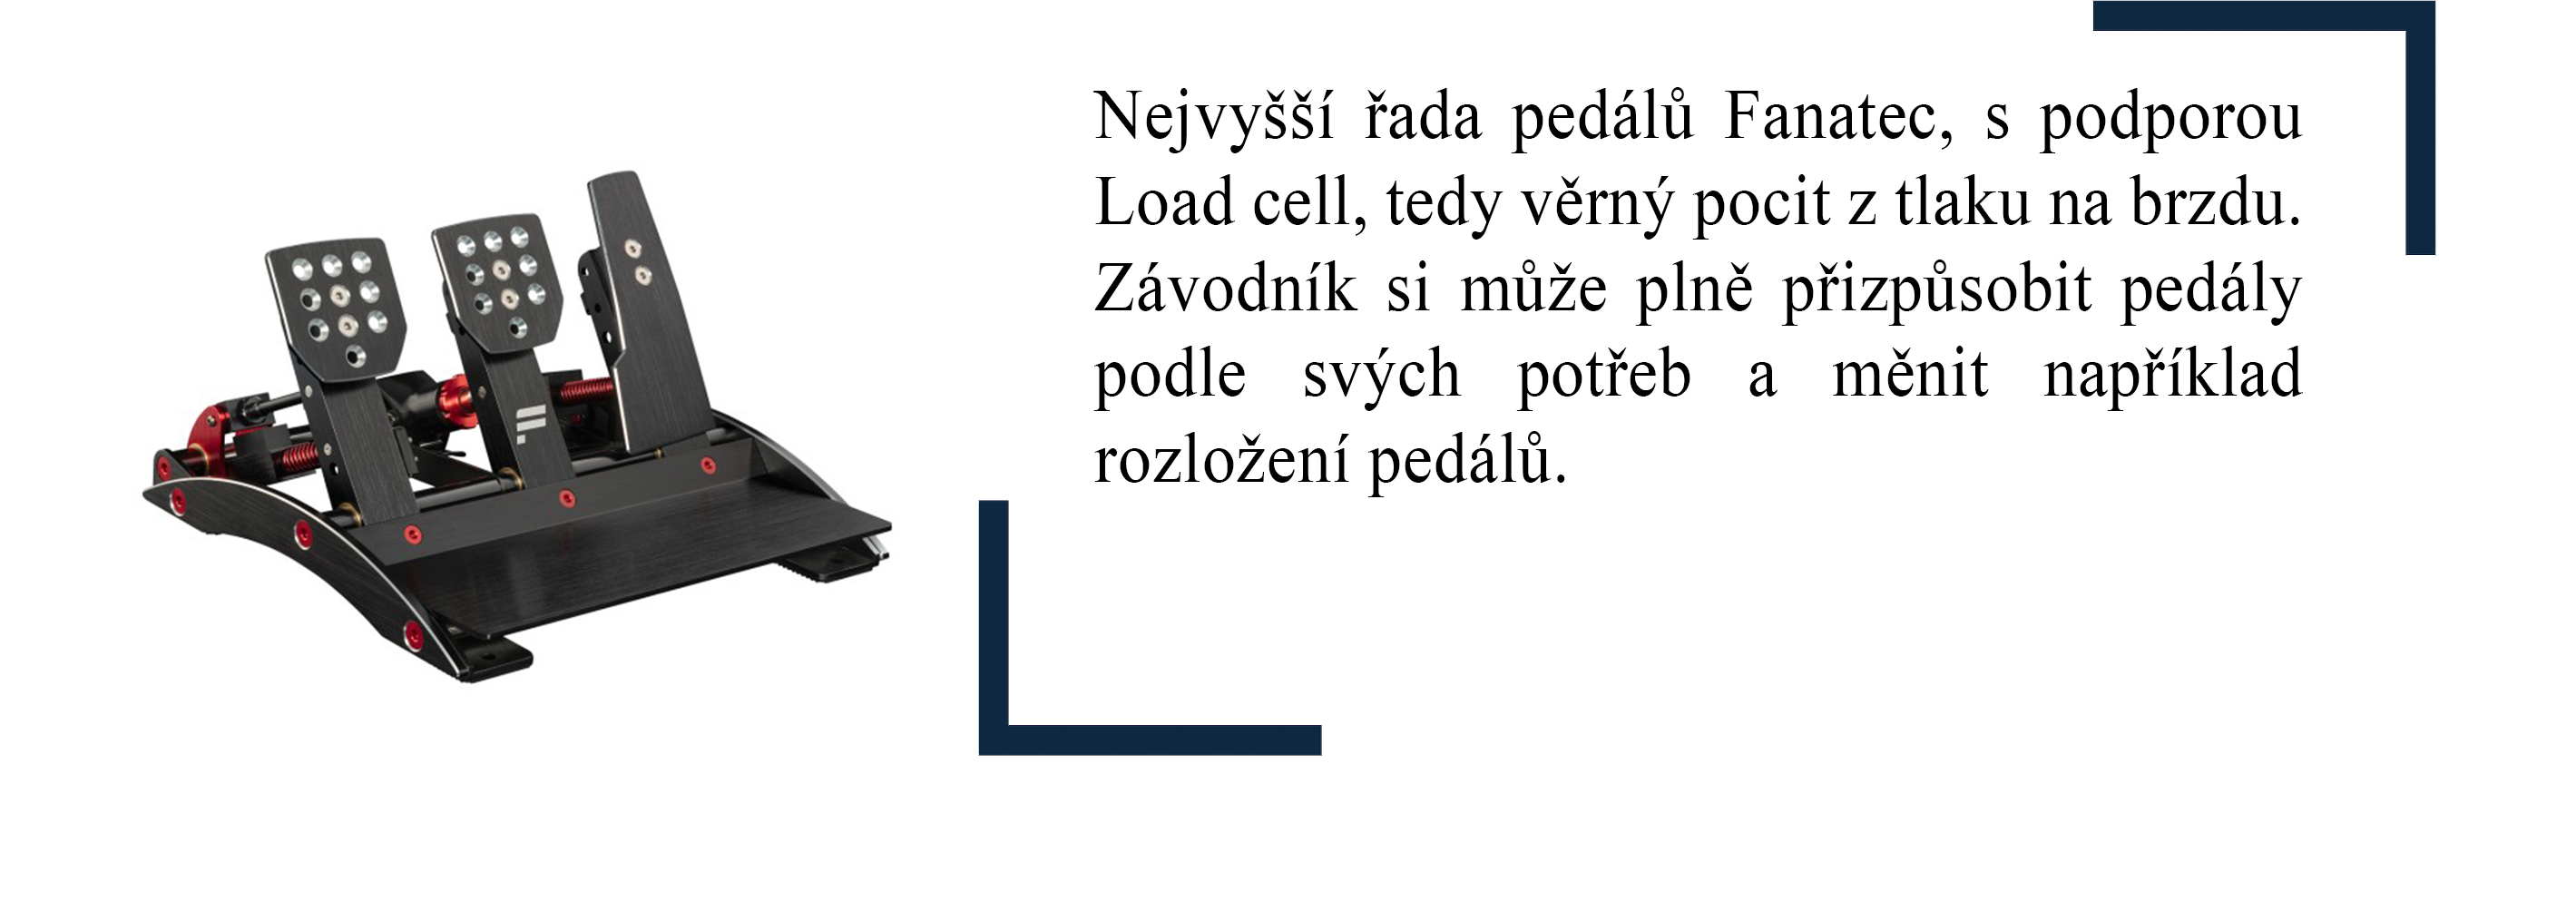 Nejvyšší řada pedálů Fanatec, s podporou
Load cell, tedy věrný pocit z tlaku na brzdu.
Závodník si může plně přizpůsobit pedály
podle svých potřeb a měnit například
rozložení pedálů.